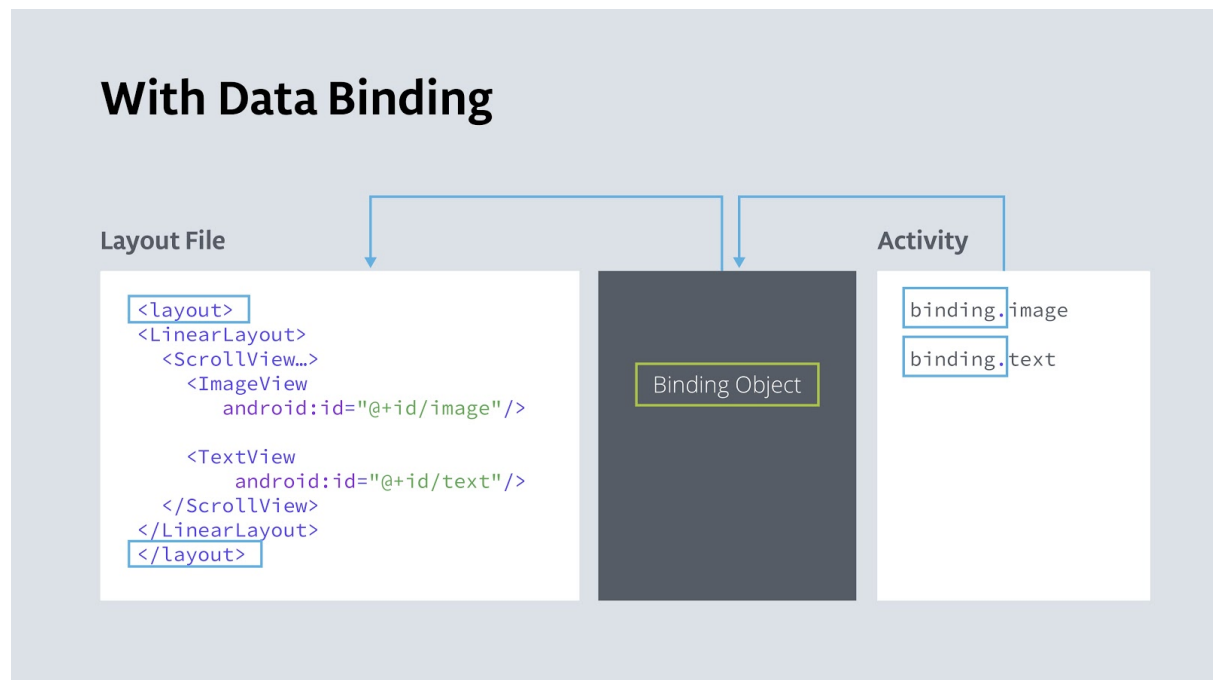 With Data Binding
Layout File
<layout>
<LinearLayout>
<ScrollView…>
<ImageView
android:id="@+id/image"/>
<TextView
android:id="@+id/text"/>
</ScrollView>
</LinearLayout>
</layout>
Binding Object
Activity
binding.image
binding.text